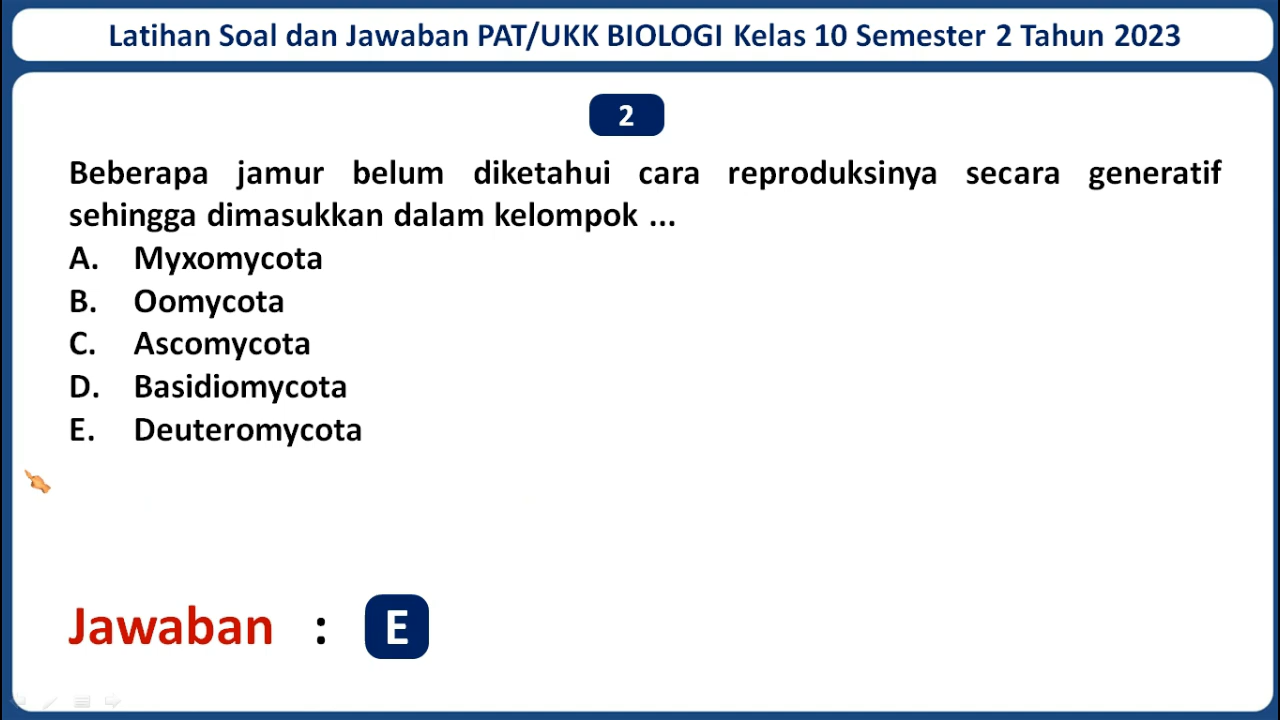 Latihan Soal dan Jawaban PAT/UKK BIOLOGI Kelas 10 Semester 2 Tahun 2023
2
Beberapa jamur belum diketahui cara reproduksinya secara generatif
sehingga dimasukkan dalam kelompok ...
A. Myxomycota
B. Oomycota
C. Ascomycota
D. Basidiomycota
E. Deuteromycota
Jawaban : E